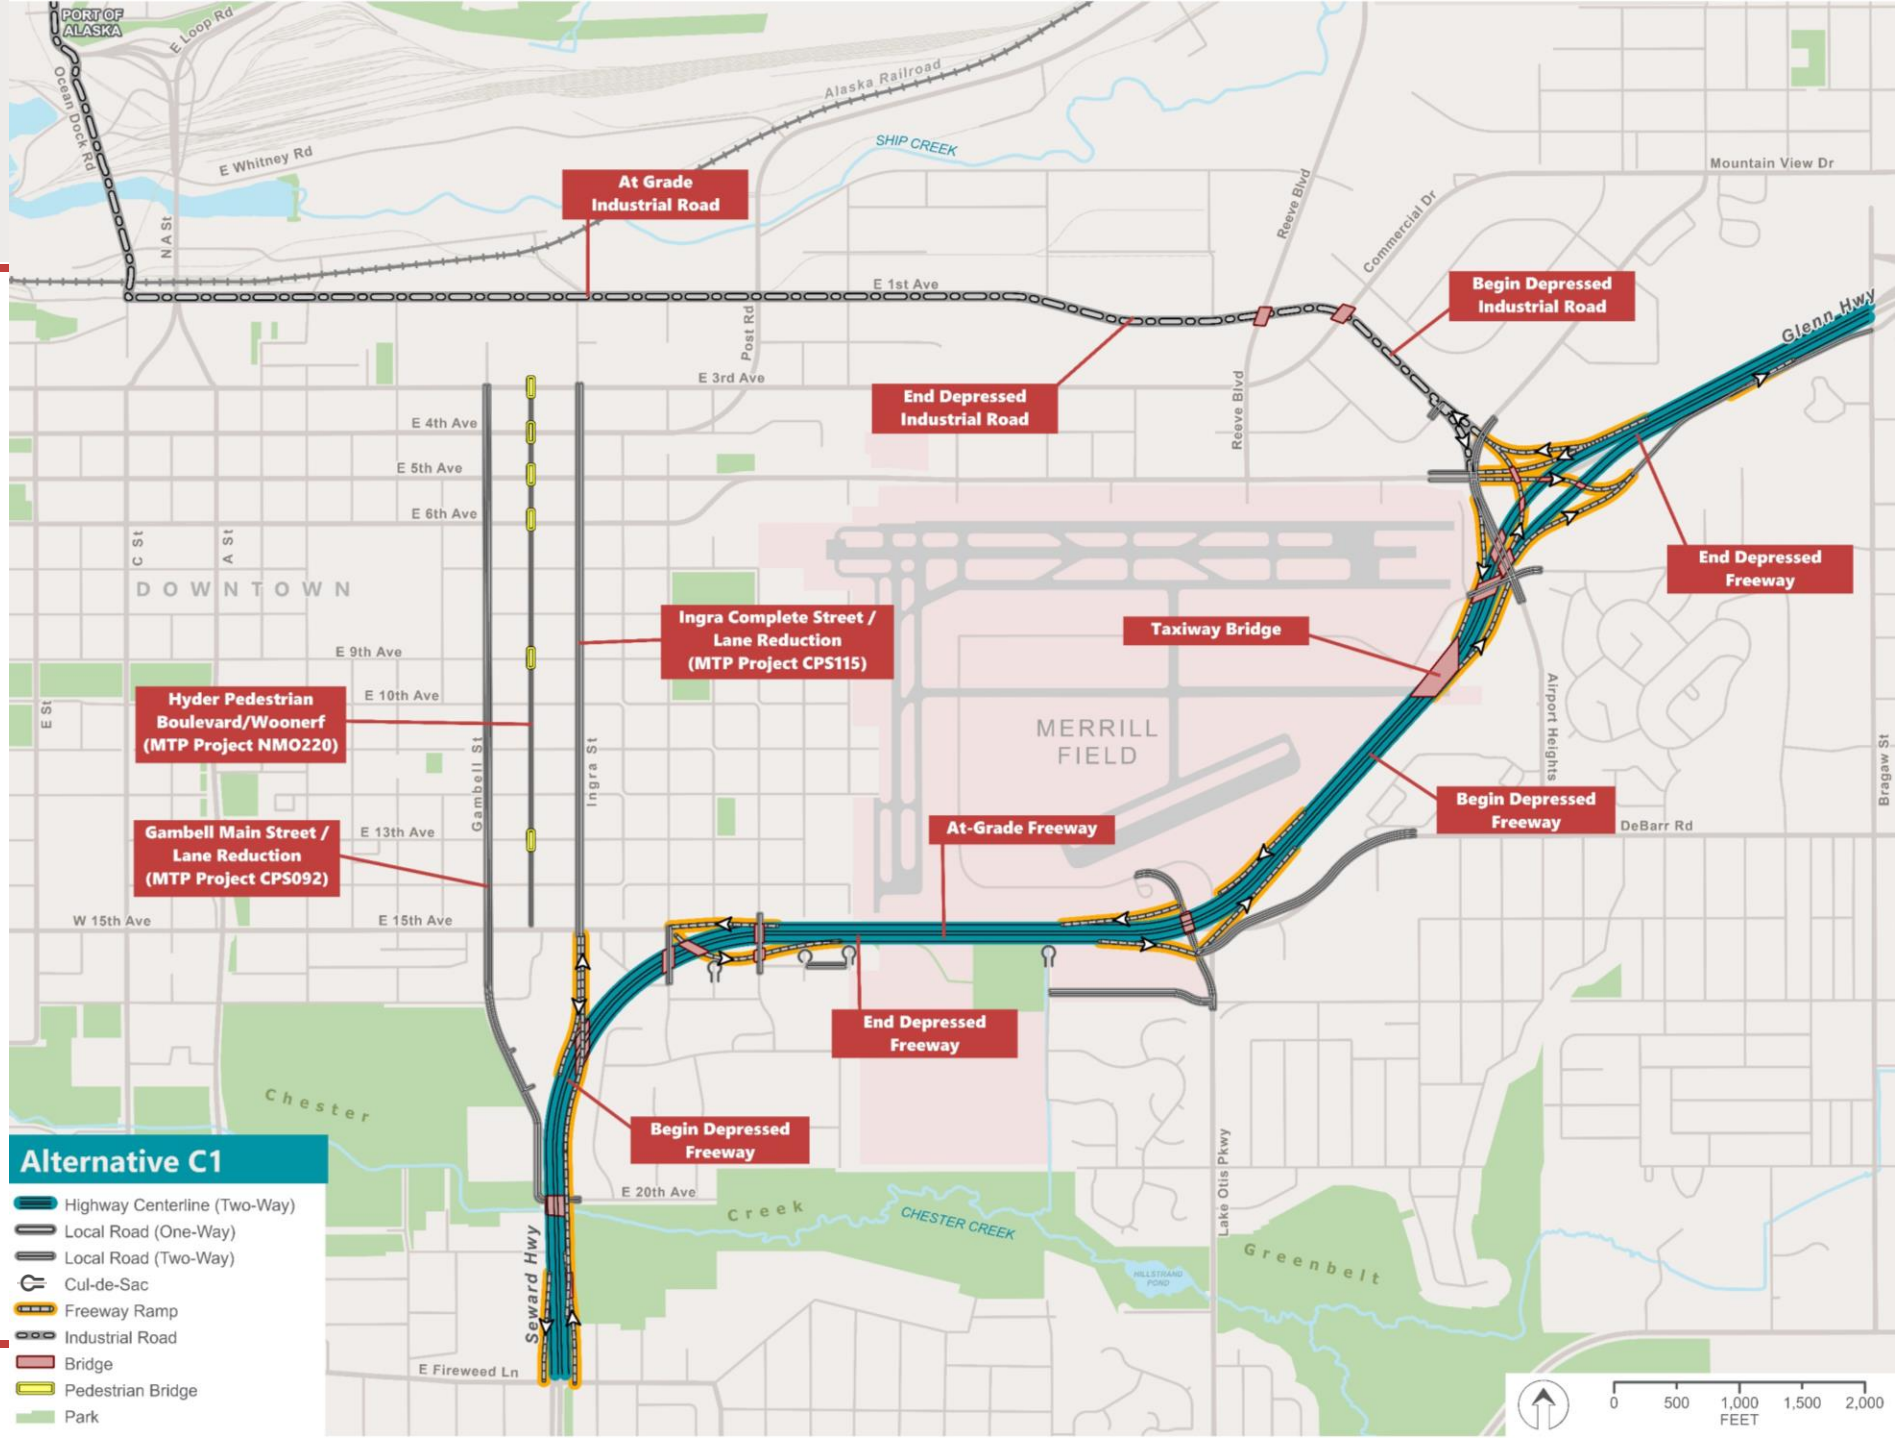 PORT OF
ALASKA
E Loop Rd
Ocean Dock Rd
Alaska Railroad
SHIP CREEK
E Whitney Rd
Mountain View Dr
At Grade
Industrial Road
Reeve Blvd
Commercial Dr
N A St
E 1st Ave
Begin Depressed
Industrial Road
Glenn Hwy
Post Rd
E 3rd Ave
End Depressed
Industrial Road
Reeve Blvd
E 4th Ave
E 5th Ave
E 6th Ave
C St
A St
DOWNTOWN
End Depressed
Freeway
Ingra Complete Street /
Lane Reduction
(MTP Project CPS115)
Taxiway Bridge
E 9th Ave
E 10th Ave
E St
Hyder Pedestrian
Boulevard/Woonerf
(MTP Project NMO220)
MERRILL
FIELD
Airport Heights
Bragaw St
Gambell St
Ingra St
Begin Depressed
Freeway
DeBarr Rd
At-Grade Freeway
Gambell Main Street /
Lane Reduction
(MTP Project CPS092)
E 13th Ave
W 15th Ave
E 15th Ave
End Depressed
Freeway
Chester
Begin Depressed
Freeway
Lake Otis Pkwy
E 20th Ave
Creek
CHESTER CREEK
Greenbelt
HILLSTRAND
POND
Seward Hwy
E Fireweed Ln
Alternative C1
Highway Centerline (Two-Way)
Local Road (One-Way)
Local Road (Two-Way)
Cul-de-Sac
Freeway Ramp
Industrial Road
Bridge
Pedestrian Bridge
Park
0 500 1,000 1,500 2,000
FEET